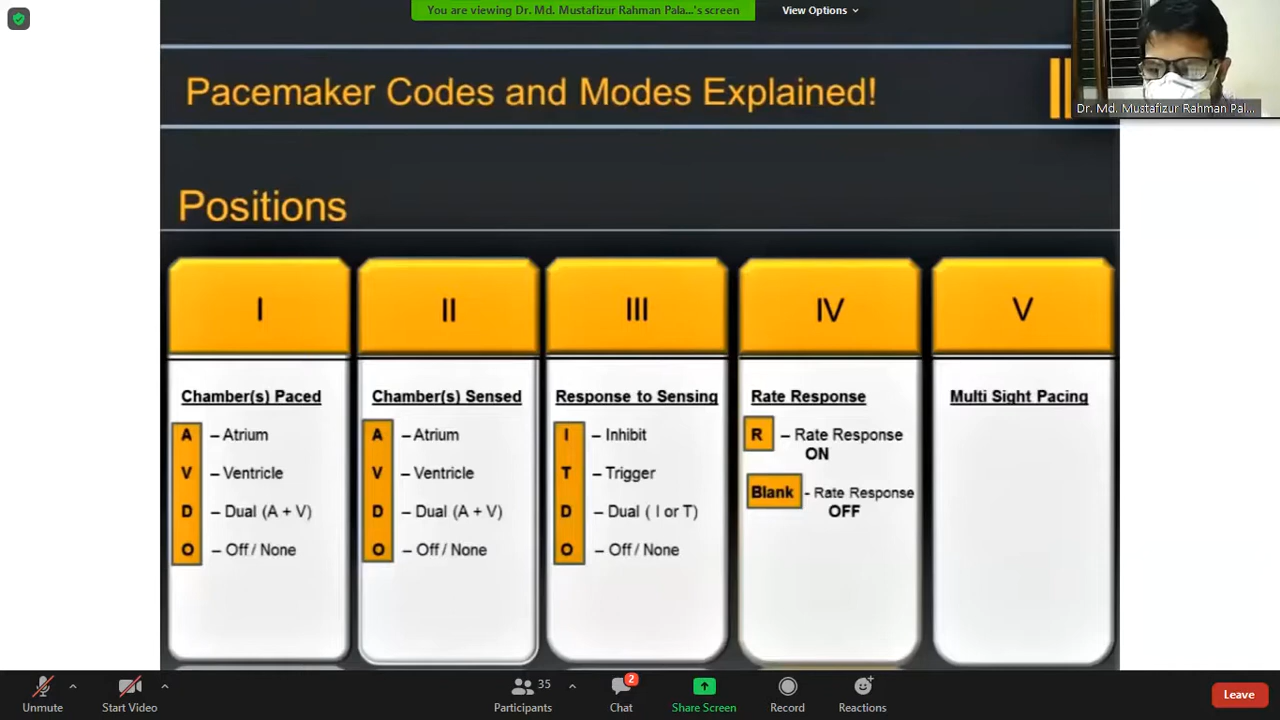 You are viewing Dr. Md. Mustafizur Rahman Pala...'s screen
View Options
Pacemaker Codes and Modes Explained!
Dr. Md. Mustafizur Rahman Pal...
Positions
I
Chamber(s) Paced
A – Atrium
V – Ventricle
D – Dual (A + V)
O – Off / None
II
Chamber(s) Sensed
A – Atrium
V – Ventricle
D – Dual (A + V)
O – Off / None
III
Response to Sensing
I – Inhibit
T – Trigger
D – Dual ( I or T)
O – Off / None
IV
Rate Response
R – Rate Response
ON
Blank - Rate Response
OFF
V
Multi Sight Pacing
Unmute
Start Video
35
Participants
2
Chat
Share Screen
Record
Reactions
Leave